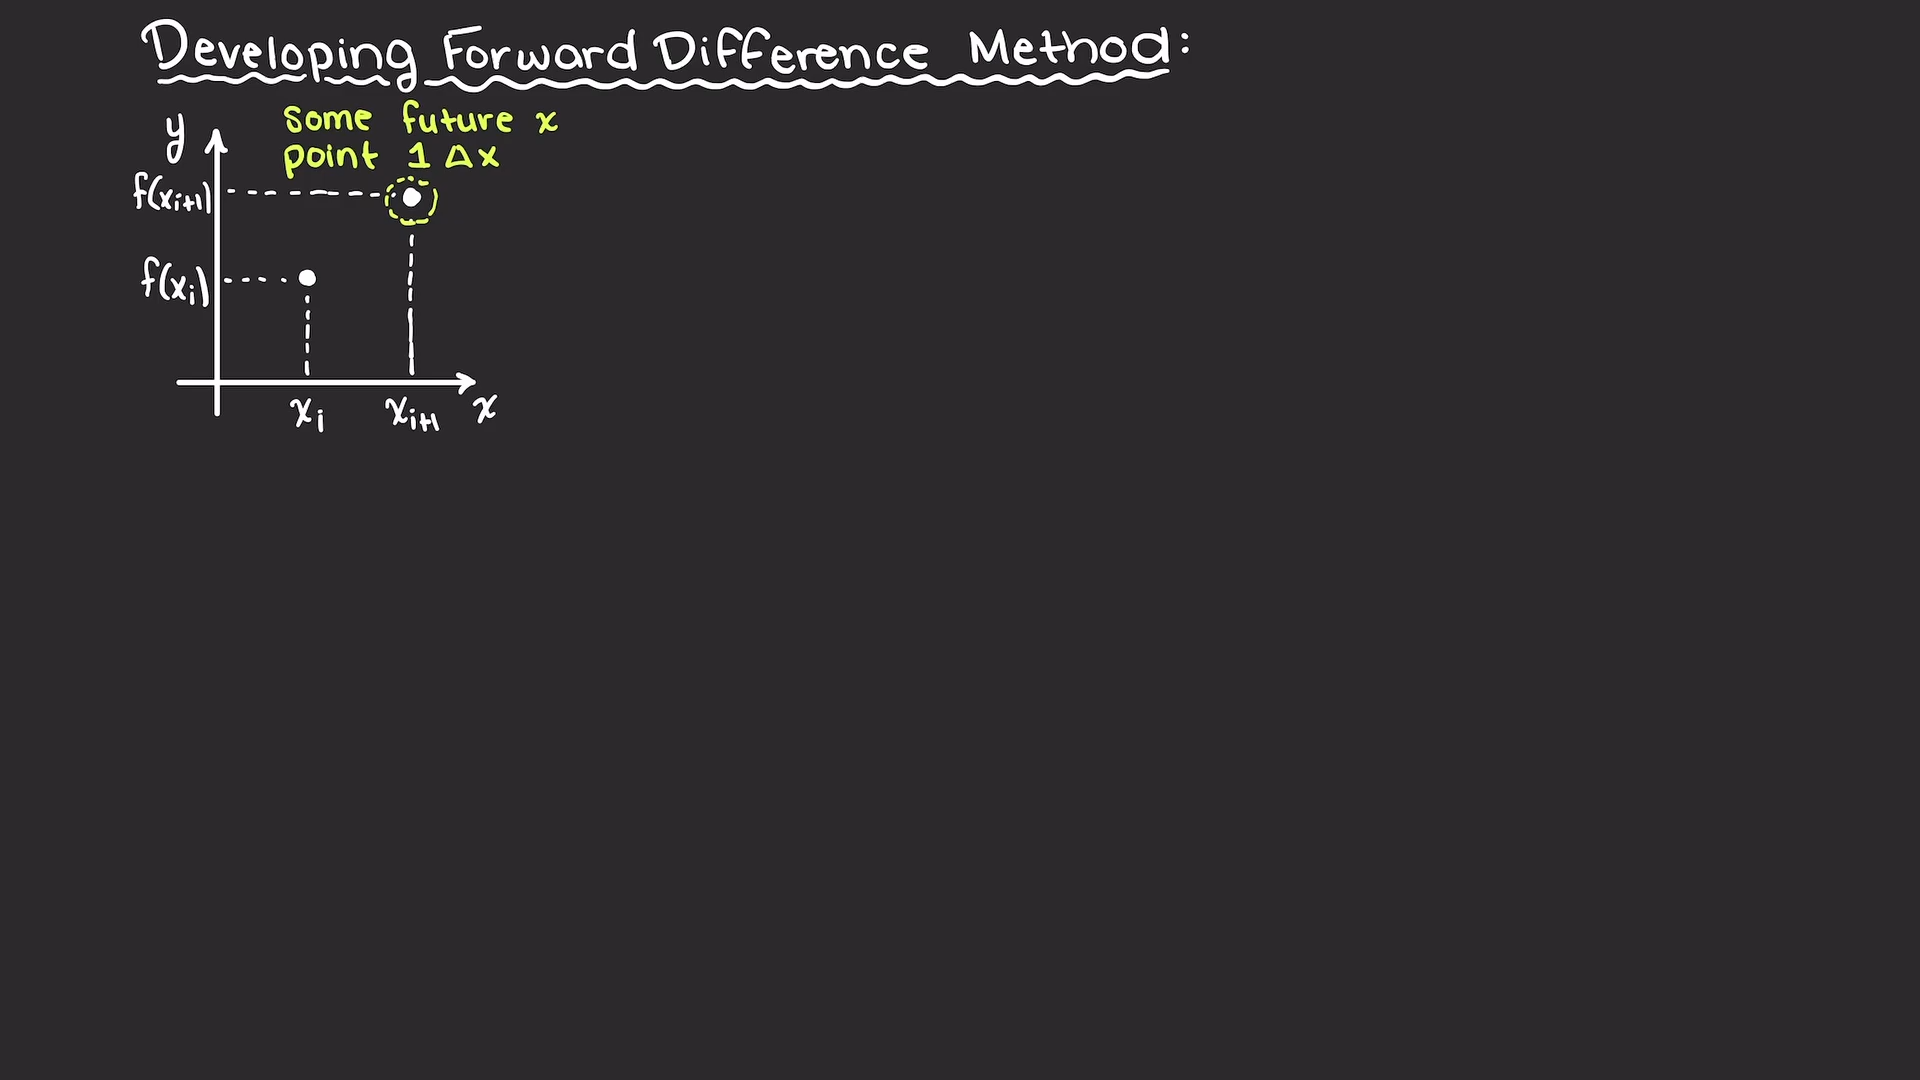 Developing Forward Difference Method:
some future x
point 1 Δx
y
f(xᵢ₊₁)
f(xᵢ)
xᵢ xᵢ₊₁ x